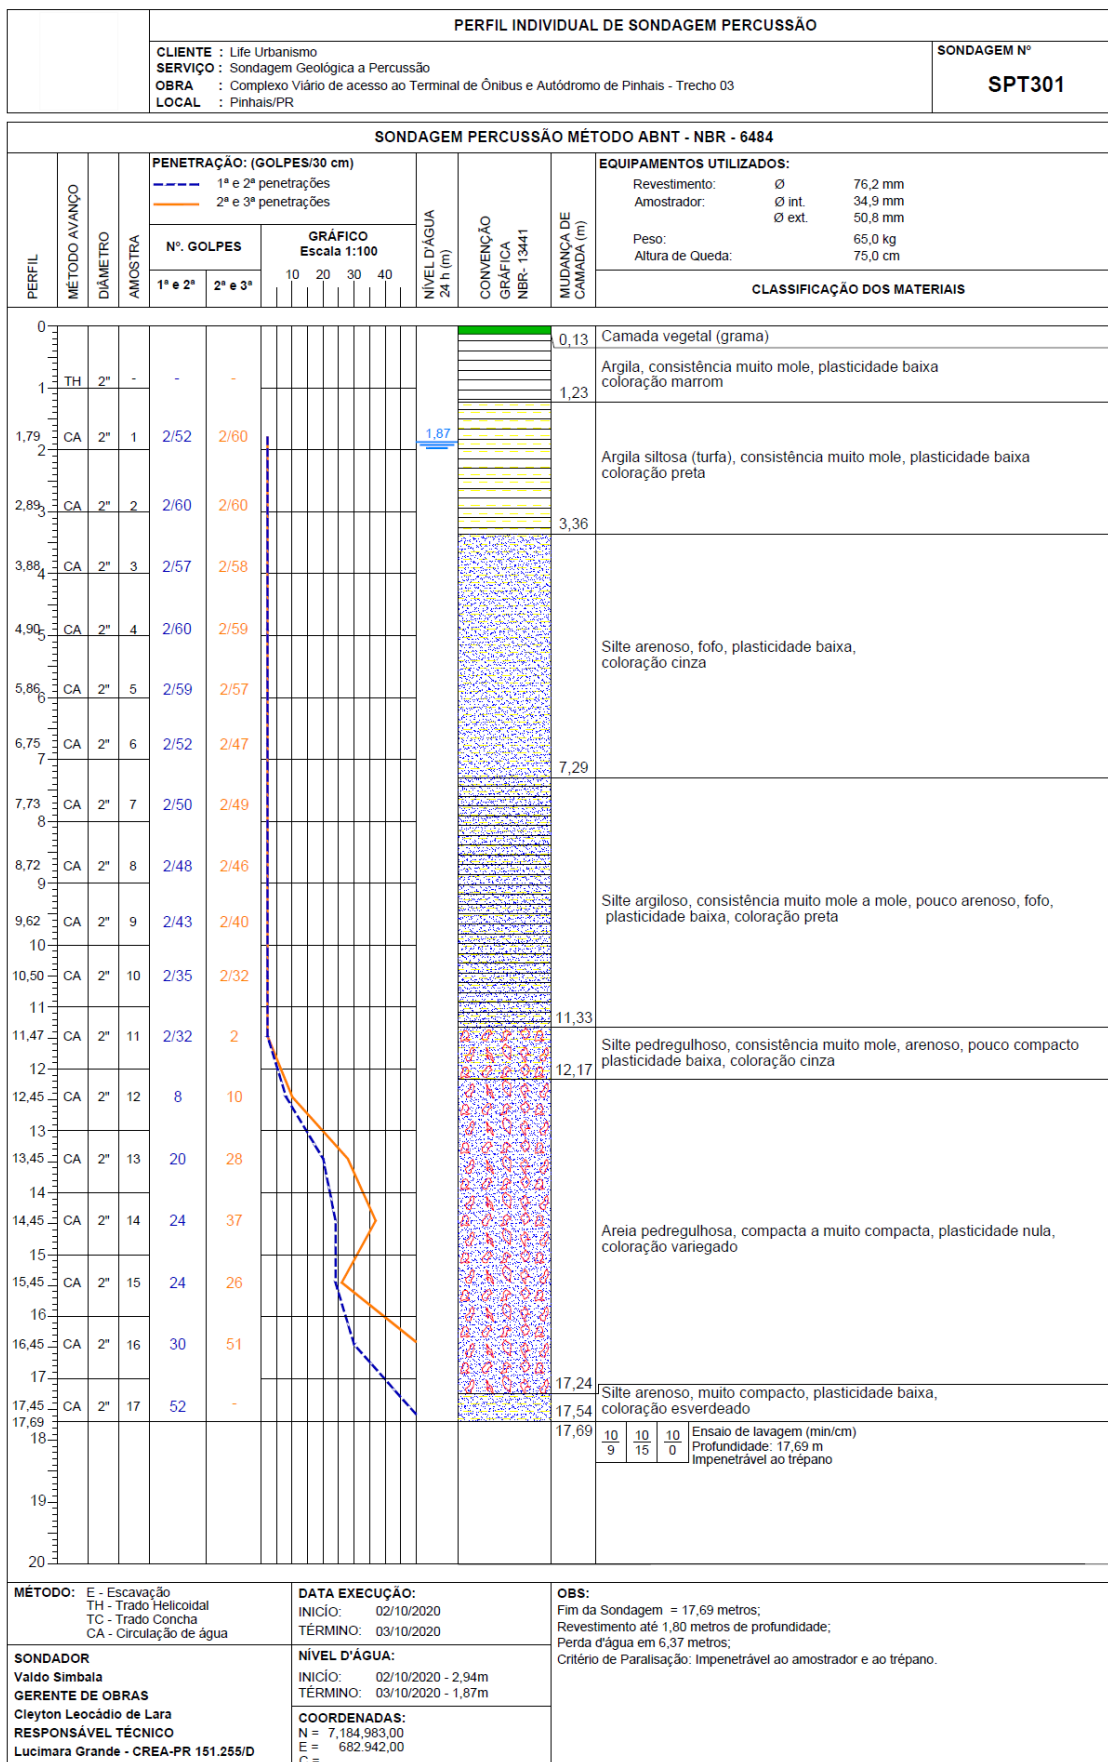 PERFIL INDIVIDUAL DE SONDAGEM PERCUSSÃO
CLIENTE : Life Urbanismo
SERVIÇO : Sondagem Geológica a Percussão
OBRA : Complexo Viário de acesso ao Terminal de Ônibus e Autódromo de Pinhais - Trecho 03
LOCAL : Pinhais/PR
SONDAGEM Nº
SPT301
SONDAGEM PERCUSSÃO MÉTODO ABNT - NBR - 6484
PERFIL
MÉTODO AVANÇO
DIÂMETRO
AMOSTRA
PENETRAÇÃO: (GOLPES/30 cm)
1ª e 2ª penetrações
2ª e 3ª penetrações
Nº. GOLPES
1ª e 2ª 2ª e 3ª
GRÁFICO
Escala 1:100
10 20 30 40
NÍVEL D'ÁGUA
24 h (m)
CONVENÇÃO
GRÁFICA
NBR- 13441
MUDANÇA DE
CAMADA (m)
EQUIPAMENTOS UTILIZADOS:
Revestimento: Ø 76,2 mm
Amostrador: Ø int. 34,9 mm
Ø ext. 50,8 mm
Peso: 65,0 kg
Altura de Queda: 75,0 cm
CLASSIFICAÇÃO DOS MATERIAIS
0
0,13 Camada vegetal (grama)
Argila, consistência muito mole, plasticidade baixa
coloração marrom
TH 2" - - -
1
1,23
1,79 CA 2" 1 2/52 2/60 1,87
2
Argila siltosa (turfa), consistência muito mole, plasticidade baixa
coloração preta
2,89 CA 2" 2 2/60 2/60
3
3,36
3,88 CA 2" 3 2/57 2/58
4
4,90 CA 2" 4 2/60 2/59
5
Silte arenoso, fofo, plasticidade baixa,
coloração cinza
5,86 CA 2" 5 2/59 2/57
6
6,75 CA 2" 6 2/52 2/47
7
7,29
7,73 CA 2" 7 2/50 2/49
8
8,72 CA 2" 8 2/48 2/46
9
Silte argiloso, consistência muito mole a mole, pouco arenoso, fofo,
plasticidade baixa, coloração preta
9,62 CA 2" 9 2/43 2/40
10
10,50 CA 2" 10 2/35 2/32
11
11,33
11,47 CA 2" 11 2/32 2
Silte pedregulhoso, consistência muito mole, arenoso, pouco compacto
plasticidade baixa, coloração cinza
12
12,17
12,45 CA 2" 12 8 10
13
13,45 CA 2" 13 20 28
14
14,45 CA 2" 14 24 37
Areia pedregulhosa, compacta a muito compacta, plasticidade nula,
coloração variegado
15
15,45 CA 2" 15 24 26
16
16,45 CA 2" 16 30 51
17
17,24
Silte arenoso, muito compacto, plasticidade baixa,
coloração esverdeado
17,45 CA 2" 17 52 -
17,54
17,69
17,69
18
10 10 10
9 15 0
Ensaio de lavagem (min/cm)
Profundidade: 17,69 m
Impenetrável ao trépano
19
20
MÉTODO: E - Escavação
TH - Trado Helicoidal
TC - Trado Concha
CA - Circulação de água
SONDADOR
Valdo Simbala
GERENTE DE OBRAS
Cleyton Leocádio de Lara
RESPONSÁVEL TÉCNICO
Lucimara Grande - CREA-PR 151.255/D
DATA EXECUÇÃO:
INICÍO: 02/10/2020
TÉRMINO: 03/10/2020
NÍVEL D'ÁGUA:
INICÍO: 02/10/2020 - 2,94m
TÉRMINO: 03/10/2020 - 1,87m
COORDENADAS:
N = 7,184,983,00
E = 682.942,00
OBS:
Fim da Sondagem = 17,69 metros;
Revestimento até 1,80 metros de profundidade;
Perda d'água em 6,37 metros;
Critério de Paralisação: Impenetrável ao amostrador e ao trépano.